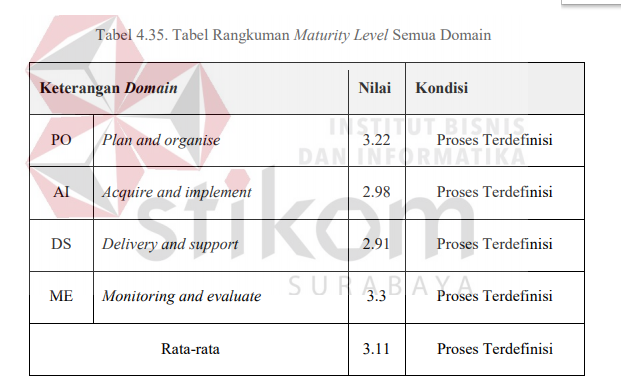 Tabel 4.35. Tabel Rangkuman Maturity Level Semua Domain
Keterangan Domain Nilai Kondisi
PO Plan and organise 3.22 Proses Terdefinisi
AI Acquire and implement 2.98 Proses Terdefinisi
DS Delivery and support 2.91 Proses Terdefinisi
ME Monitoring and evaluate 3.3 Proses Terdefinisi
Rata-rata 3.11 Proses Terdefinisi
INSTITUT BISNIS
DAN INFORMATIKA
stikom
SURABAYA